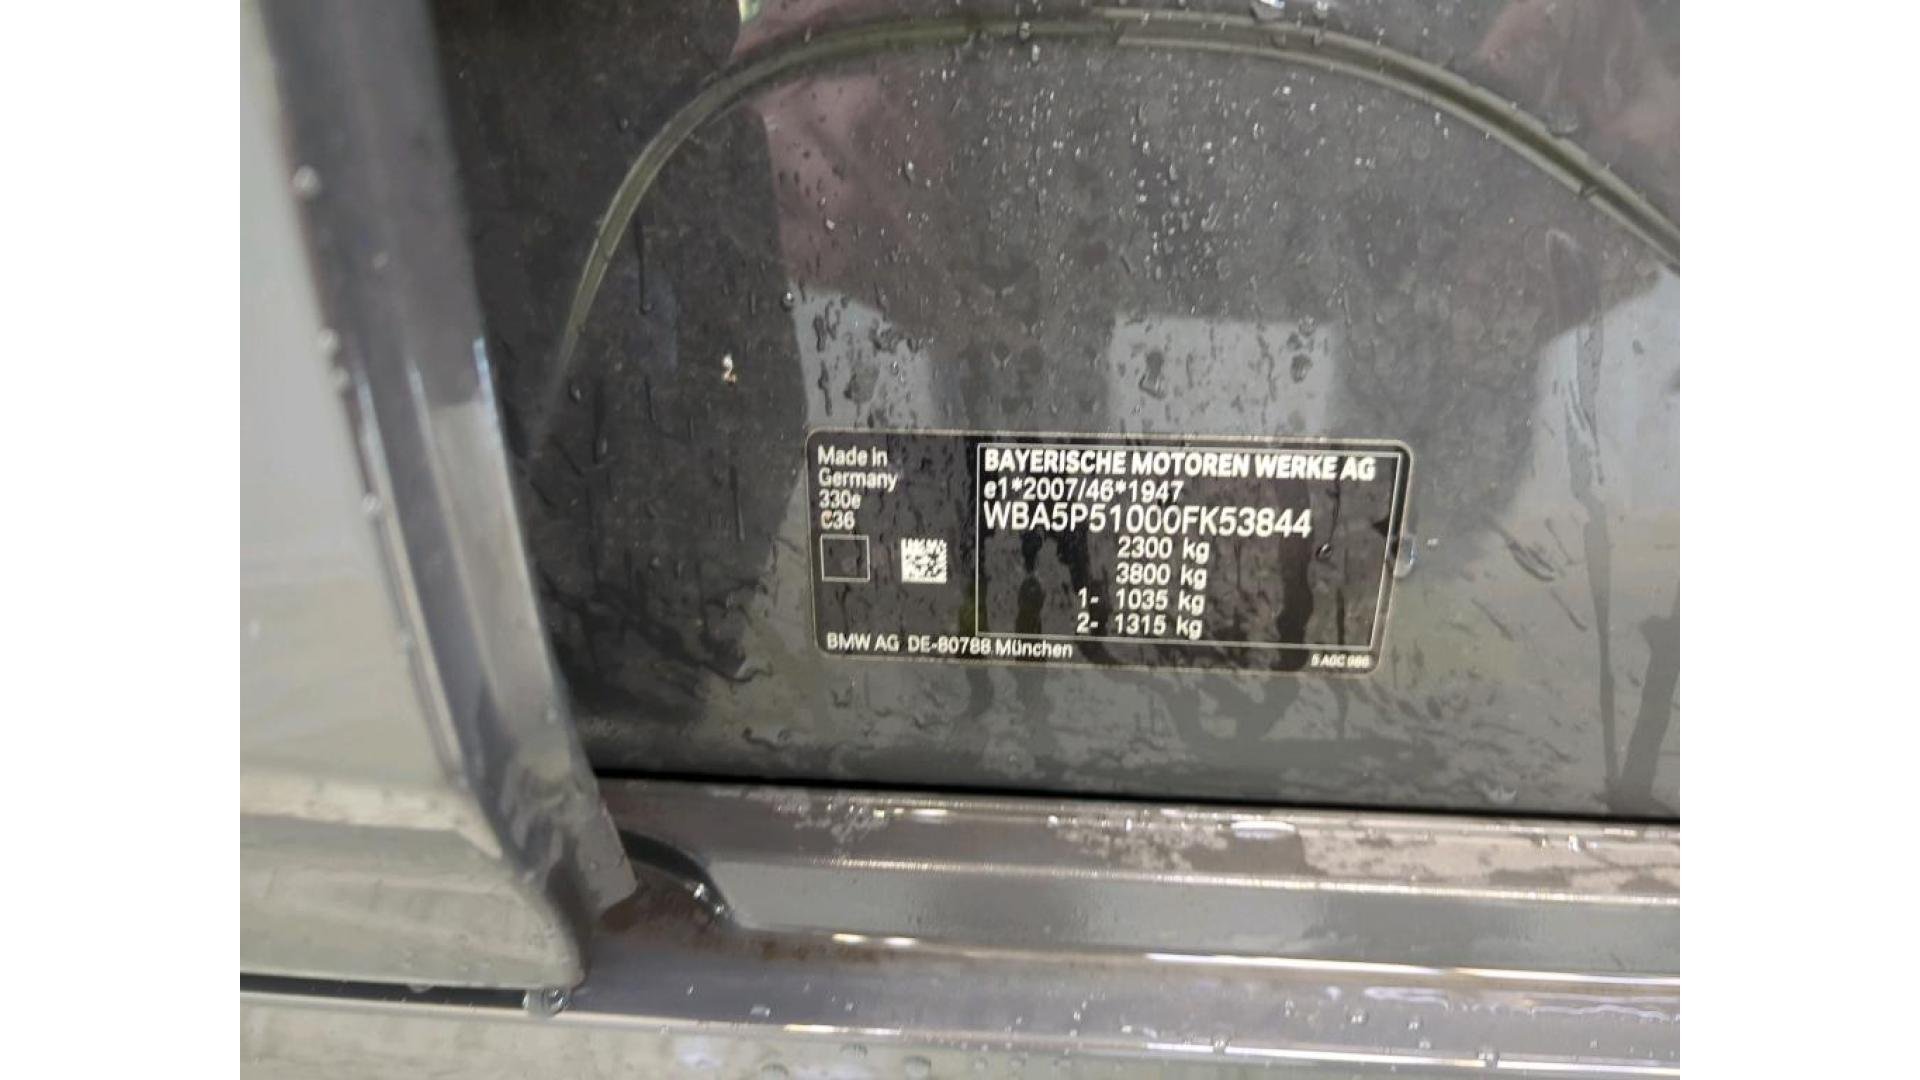 Made in
Germany
330e
C36
BAYERISCHE MOTOREN WERKE AG
e1*2007/46*1947
WBA5P51000FK53844
2300 kg
3800 kg
1- 1035 kg
2- 1315 kg
BMW AG DE-80788 München